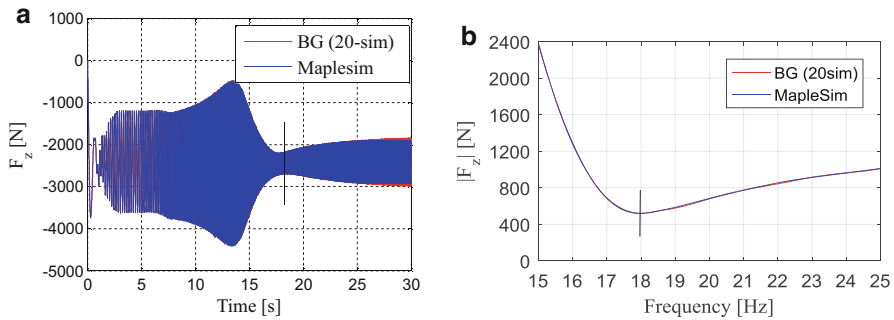 a
1000
0
-1000
-2000
-3000
-4000
-5000
F_z [N]
BG (20-sim)
Maplesim
0 5 10 15 20 25 30
Time [s]
b
2400
2000
1600
1200
800
400
0
|F_z| [N]
BG (20sim)
MapleSim
15 16 17 18 19 20 21 22 23 24 25
Frequency [Hz]